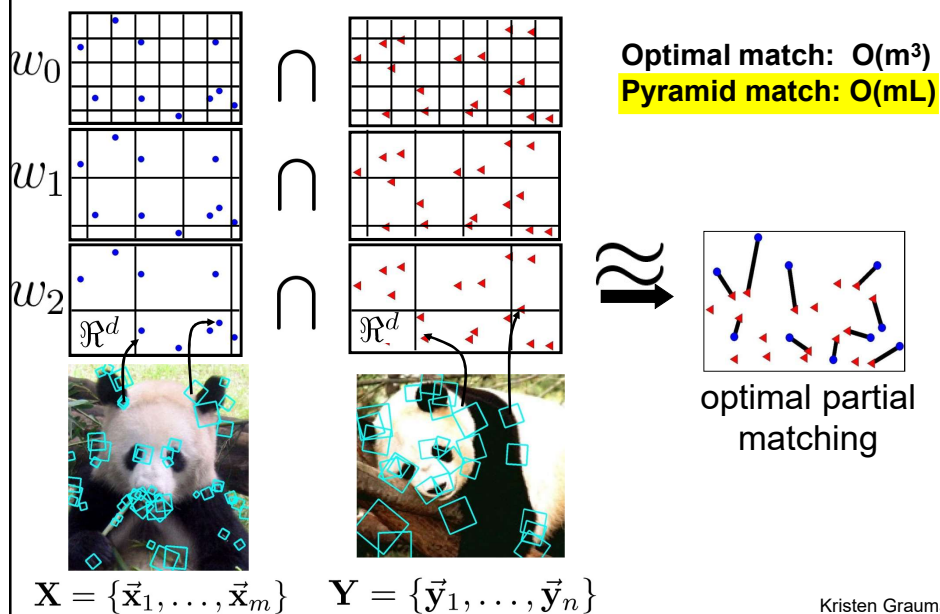 w₀ ∩
Optimal match: O(m³)
Pyramid match: O(mL)
w₁ ∩
w₂ ∩ ≈
ℜᵈ ℜᵈ
optimal partial
matching
X = {x⃗₁, . . . , x⃗ₘ} Y = {y⃗₁, . . . , y⃗ₙ}
Kristen Graum